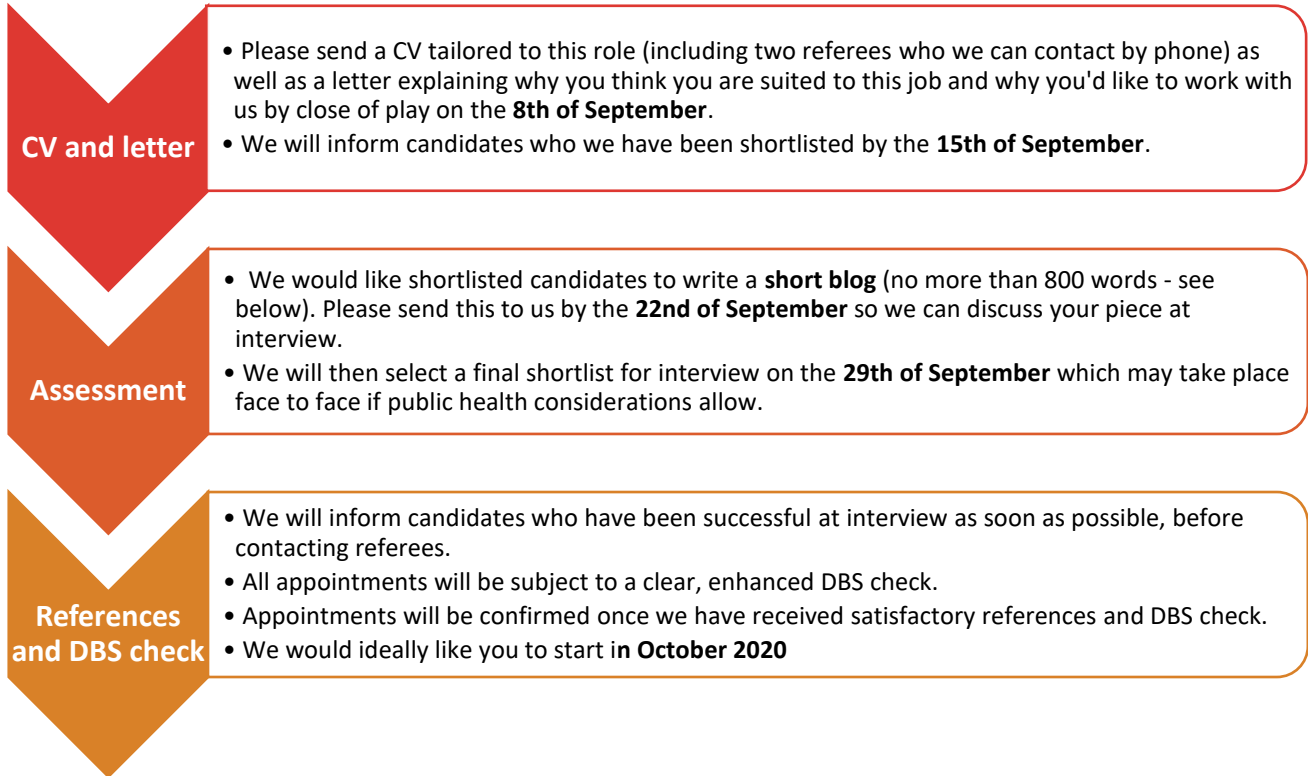 CV and letter
• Please send a CV tailored to this role (including two referees who we can contact by phone) as
well as a letter explaining why you think you are suited to this job and why you'd like to work with
us by close of play on the 8th of September.
• We will inform candidates who we have been shortlisted by the 15th of September.
Assessment
• We would like shortlisted candidates to write a short blog (no more than 800 words - see
below). Please send this to us by the 22nd of September so we can discuss your piece at
interview.
• We will then select a final shortlist for interview on the 29th of September which may take place
face to face if public health considerations allow.
References
and DBS check
• We will inform candidates who have been successful at interview as soon as possible, before
contacting referees.
• All appointments will be subject to a clear, enhanced DBS check.
• Appointments will be confirmed once we have received satisfactory references and DBS check.
• We would ideally like you to start in October 2020